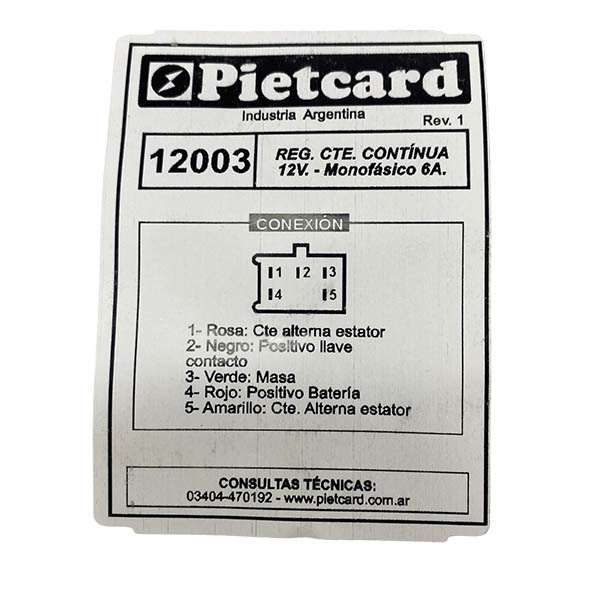 Pietcard
Industria Argentina
Rev. 1
12003
REG. CTE. CONTÍNUA
12V. - Monofásico 6A.
CONEXIÓN
1 2 3
4 5
1- Rosa: Cte alterna estator
2- Negro: Positivo llave
contacto
3- Verde: Masa
4- Rojo: Positivo Batería
5- Amarillo: Cte. Alterna estator
CONSULTAS TÉCNICAS:
03404-470192 - www.pietcard.com.ar